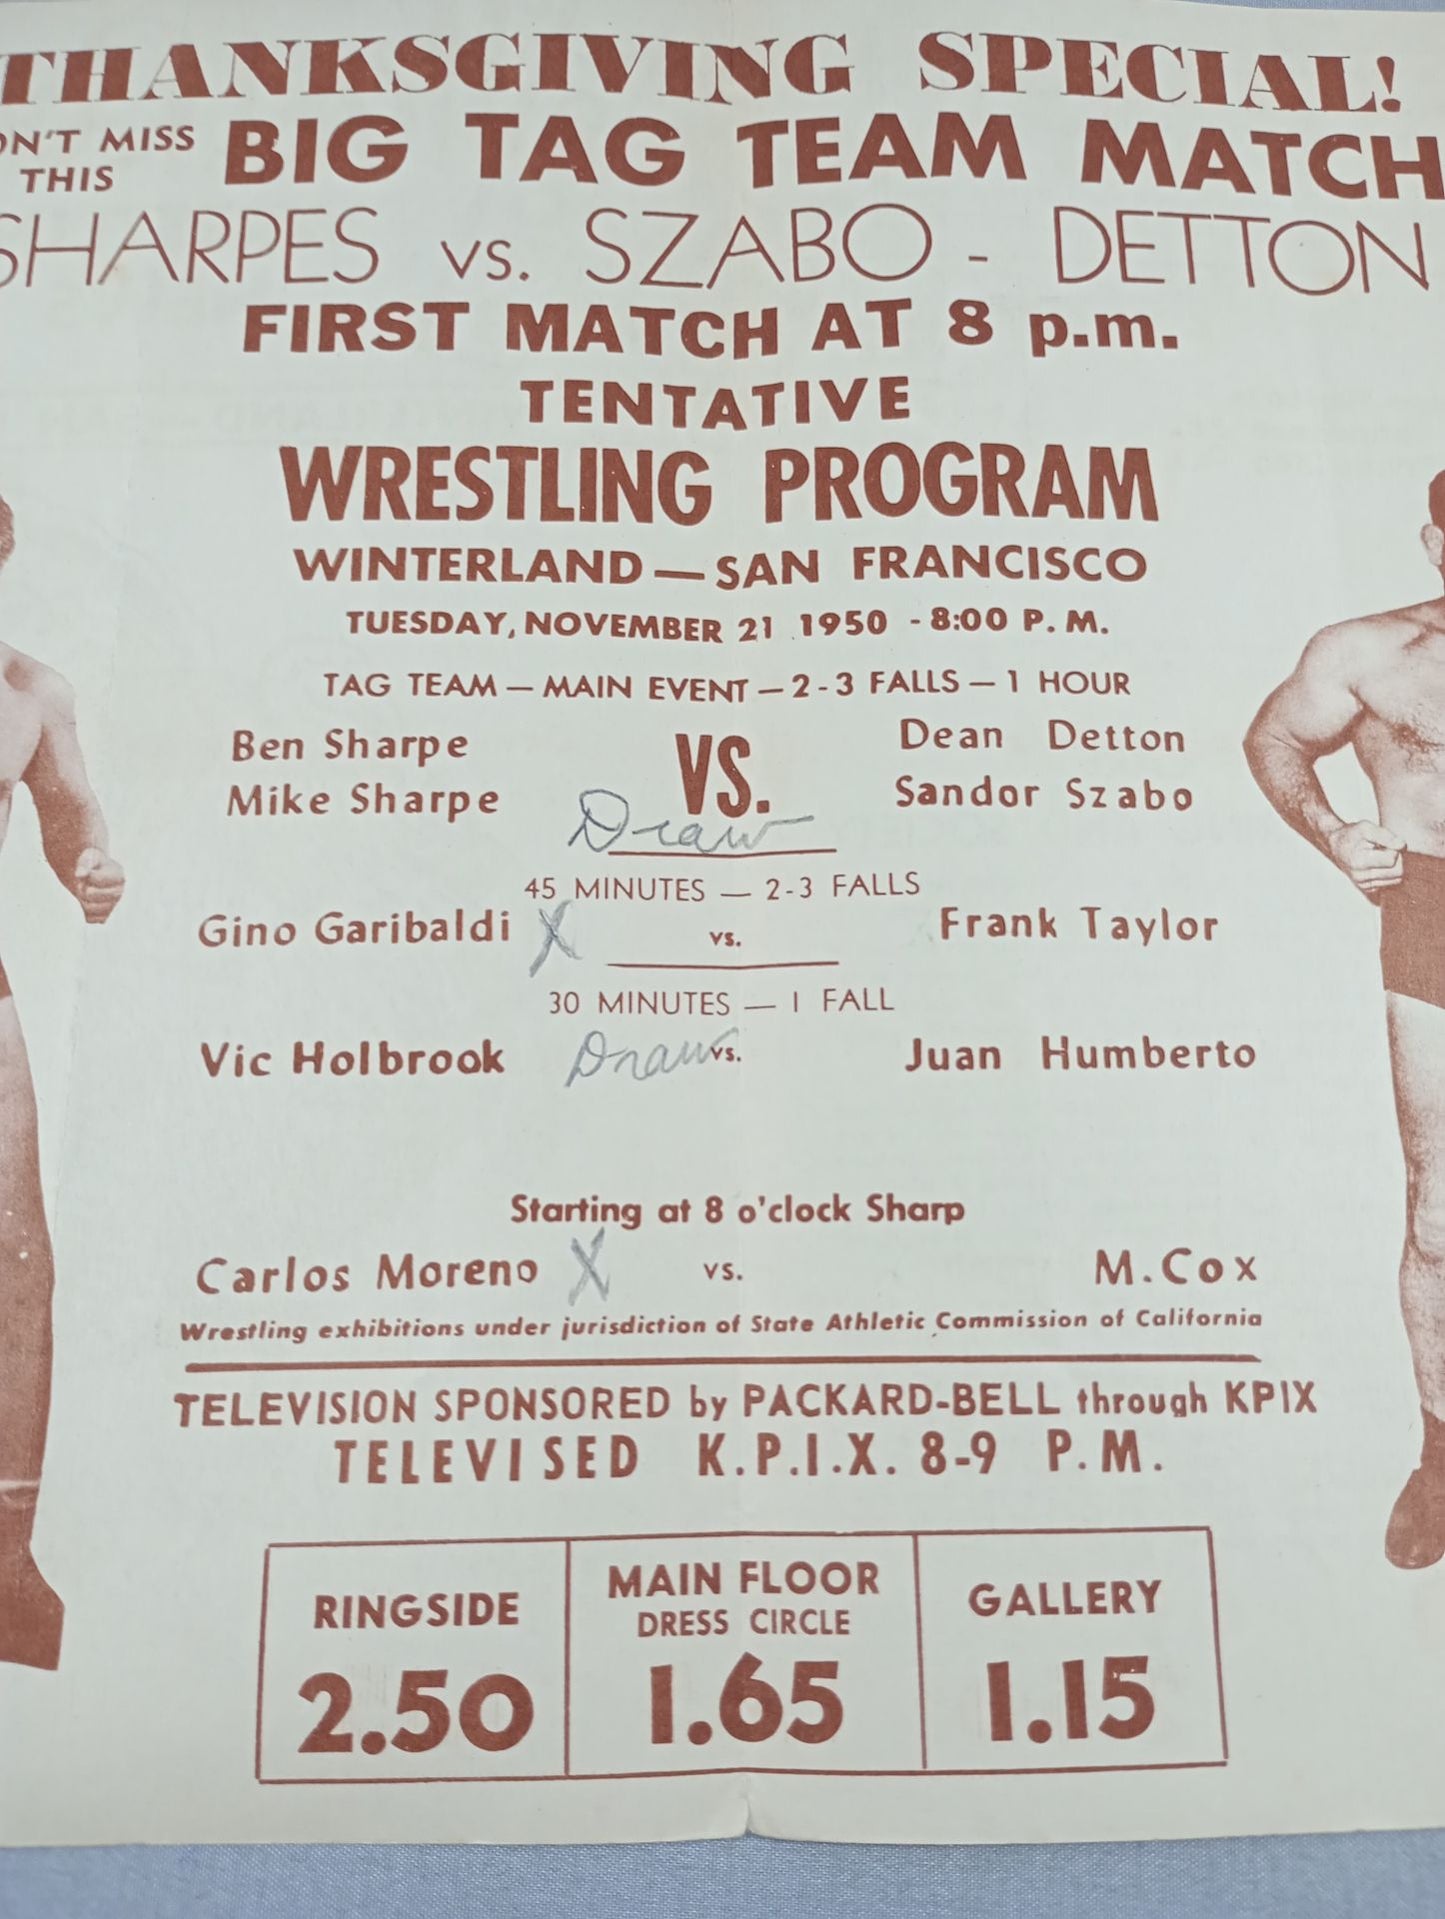 THANKSGIVING SPECIAL!
ON'T MISS THIS BIG TAG TEAM MATCH
SHARPES VS. SZABO - DETTON
FIRST MATCH AT 8 p.m.
TENTATIVE
WRESTLING PROGRAM
WINTERLAND — SAN FRANCISCO
TUESDAY, NOVEMBER 21 1950 - 8:00 P. M.
TAG TEAM — MAIN EVENT — 2-3 FALLS — 1 HOUR
Ben Sharpe VS. Dean Detton
Mike Sharpe Sandor Szabo
Draw
45 MINUTES — 2-3 FALLS
Gino Garibaldi X vs. Frank Taylor
30 MINUTES — 1 FALL
Vic Holbrook Draw vs. Juan Humberto
Starting at 8 o'clock Sharp
Carlos Moreno X vs. M. Cox
Wrestling exhibitions under jurisdiction of State Athletic Commission of California
TELEVISION SPONSORED by PACKARD-BELL through KPIX
TELEVISED K.P.I.X. 8-9 P.M.
RINGSIDE
2.50
MAIN FLOOR
DRESS CIRCLE
1.65
GALLERY
1.15